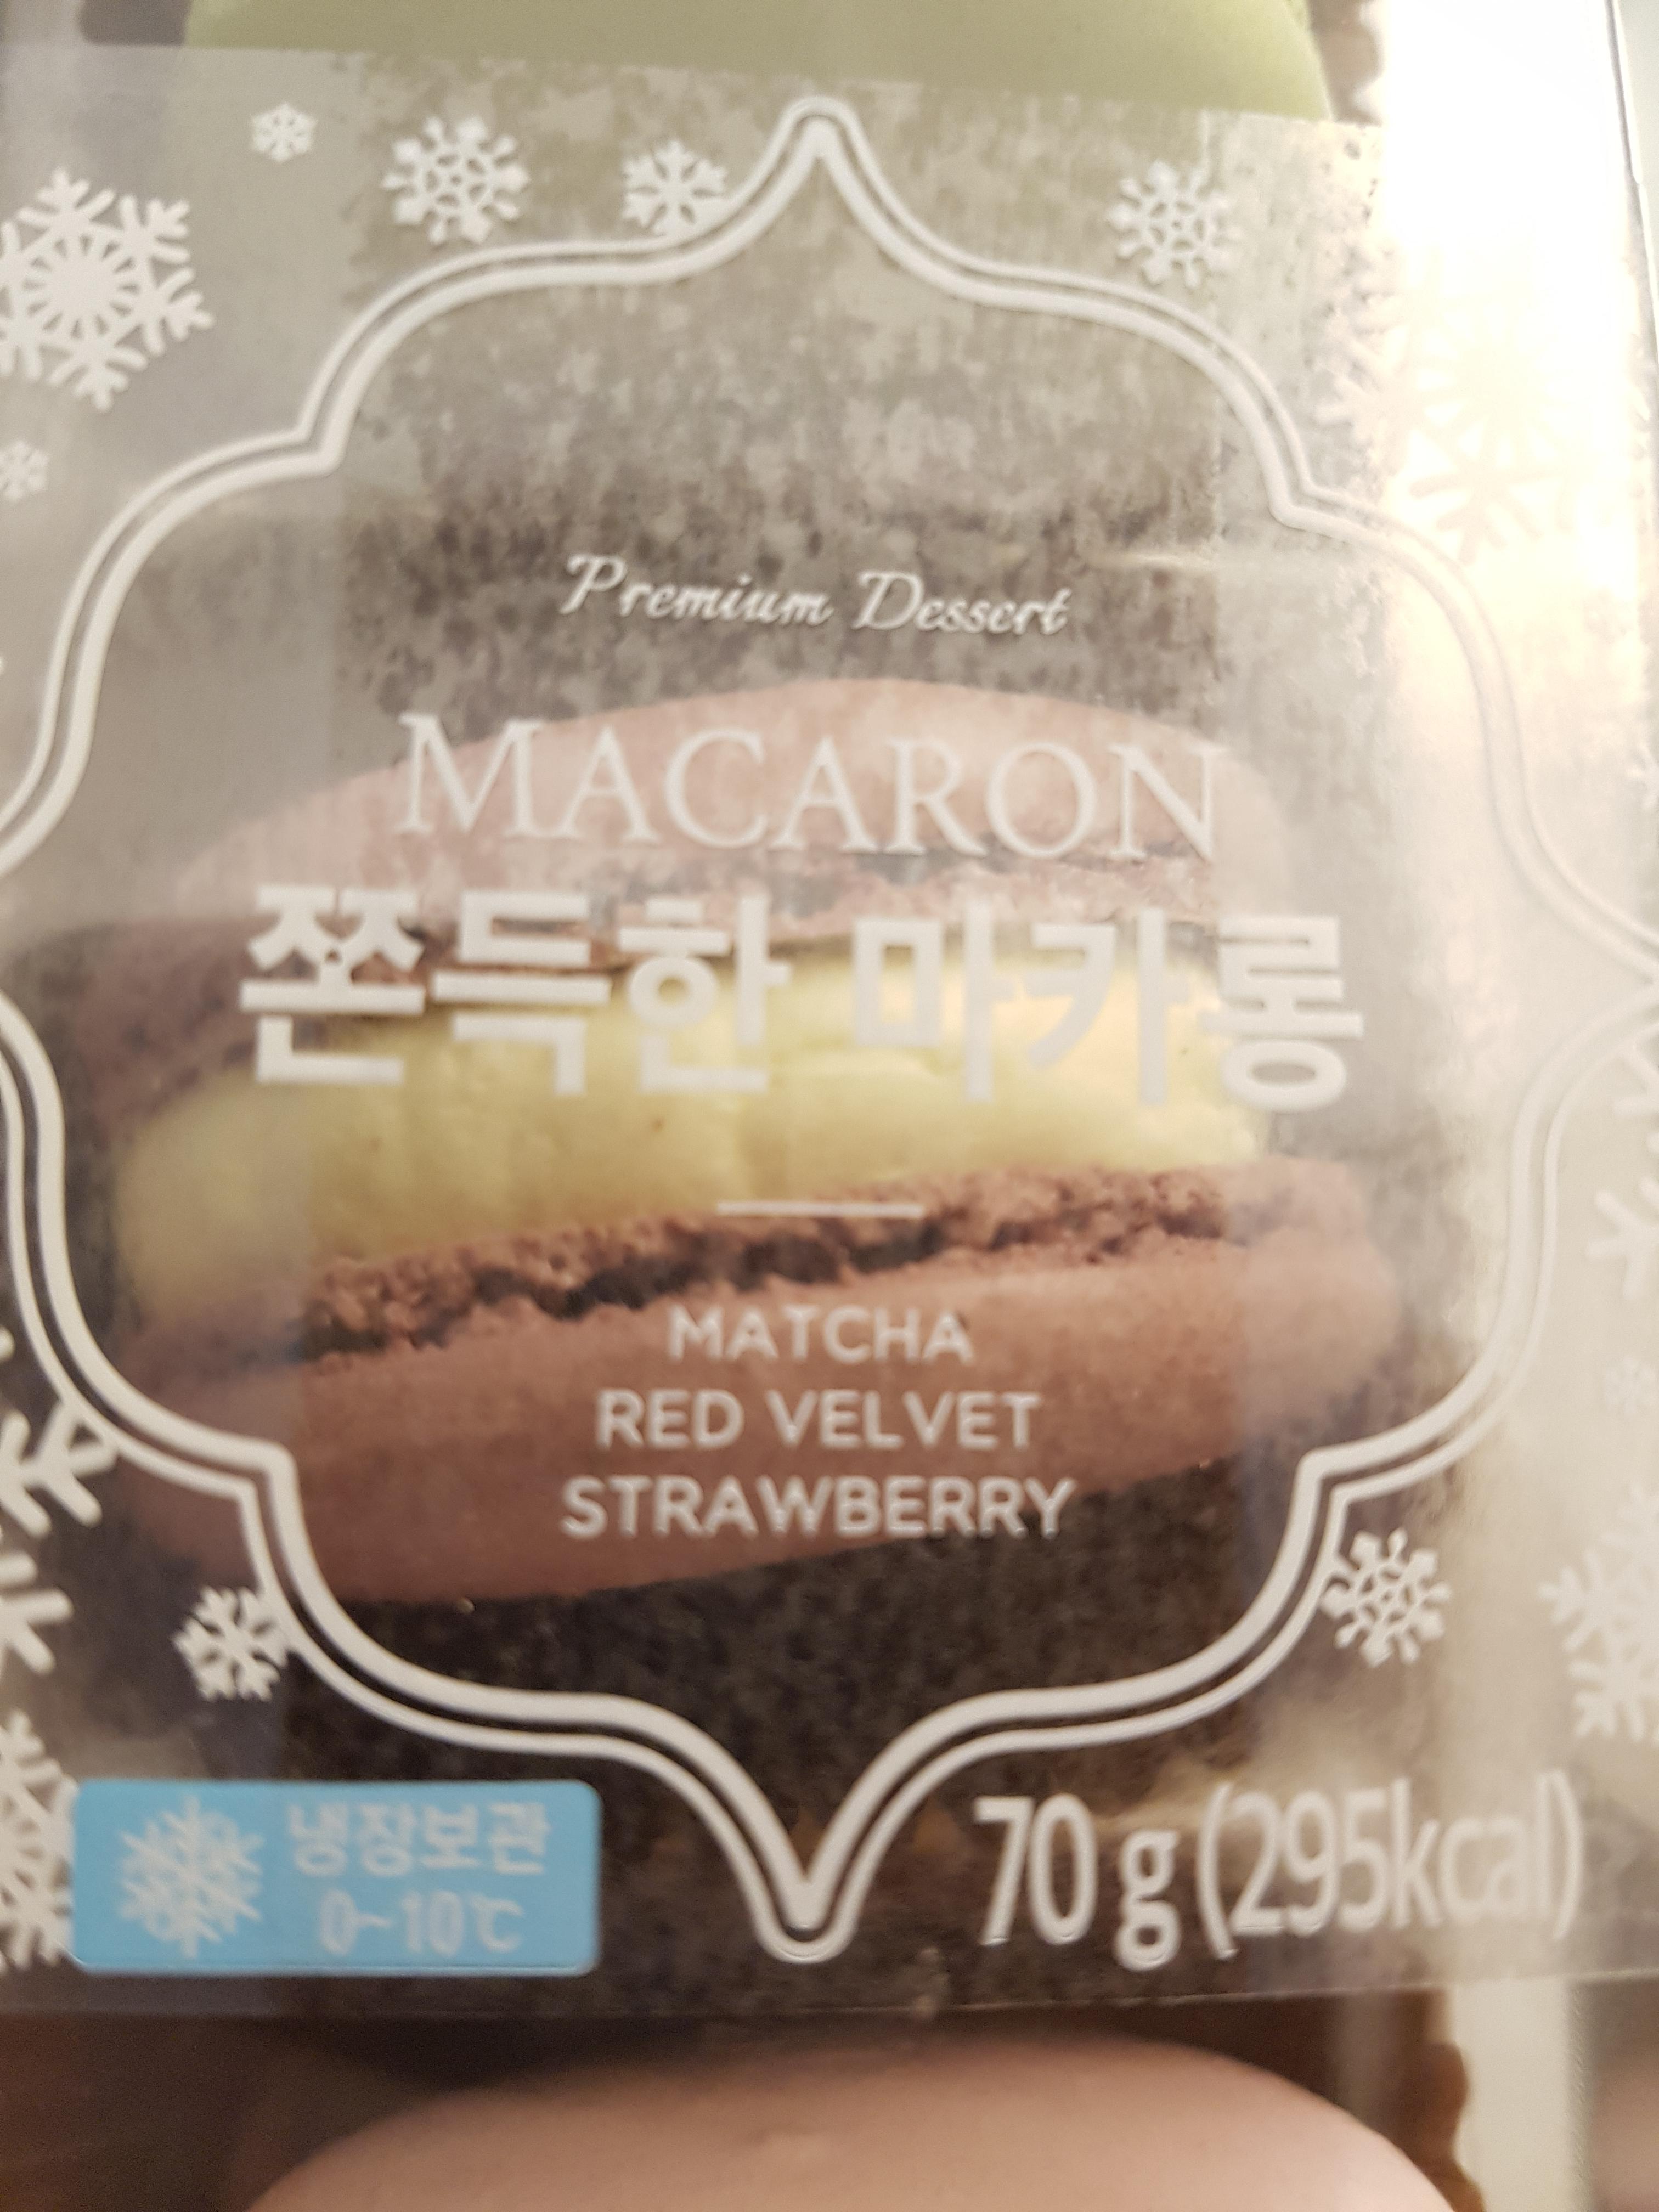 Premium Dessert
MACARON
쫀득한 마카롱
MATCHA
RED VELVET
STRAWBERRY
냉장보관
0~10℃
70 g (295kcal)